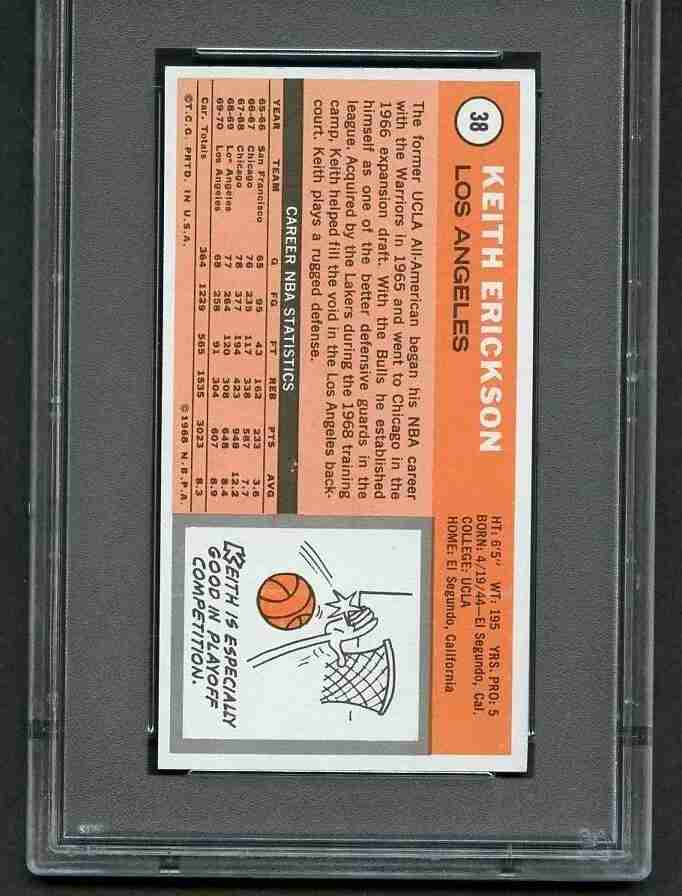 38
KEITH ERICKSON
LOS ANGELES
HT: 6'5" WT: 195 YRS. PRO: 5
BORN: 4/19/44—El Segundo, Cal.
COLLEGE: UCLA
HOME: El Segundo, California
The former UCLA All-American began his NBA career
with the Warriors in 1965 and went to Chicago in the
1966 expansion draft. With the Bulls he established
himself as one of the better defensive guards in the
league. Acquired by the Lakers during the 1968 training
camp, Keith helped fill the void in the Los Angeles back-
court. Keith plays a rugged defense.
CAREER NBA STATISTICS
YEAR TEAM G FG FT REB PTS AVG
65-66 San Francisco 65 95 43 162 233 3.6
66-67 Chicago 76 235 117 338 587 7.7
67-68 Chicago 78 377 194 423 948 12.2
68-69 Los Angeles 77 264 120 308 648 8.4
69-70 Los Angeles 68 258 91 304 607 8.9
Car. Totals 364 1229 565 1535 3023 8.3
©T.C.G. PRTD. IN U.S.A. ©1968 N.B.P.A.
KEITH IS ESPECIALLY
GOOD IN PLAYOFF
COMPETITION.